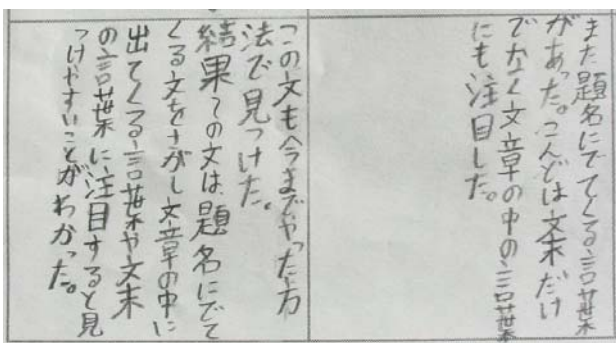 また題名にでてくる言葉
があった。こんどは文末だけ
でなく文章の中の言葉
にも注目した。
この文も今までやった方
法で見つけた。
結果この文は題名にでて
くる文をさがし文章の中に
出てくる言葉や文末
の言葉に注目すると見
つけやすいことがわかった。